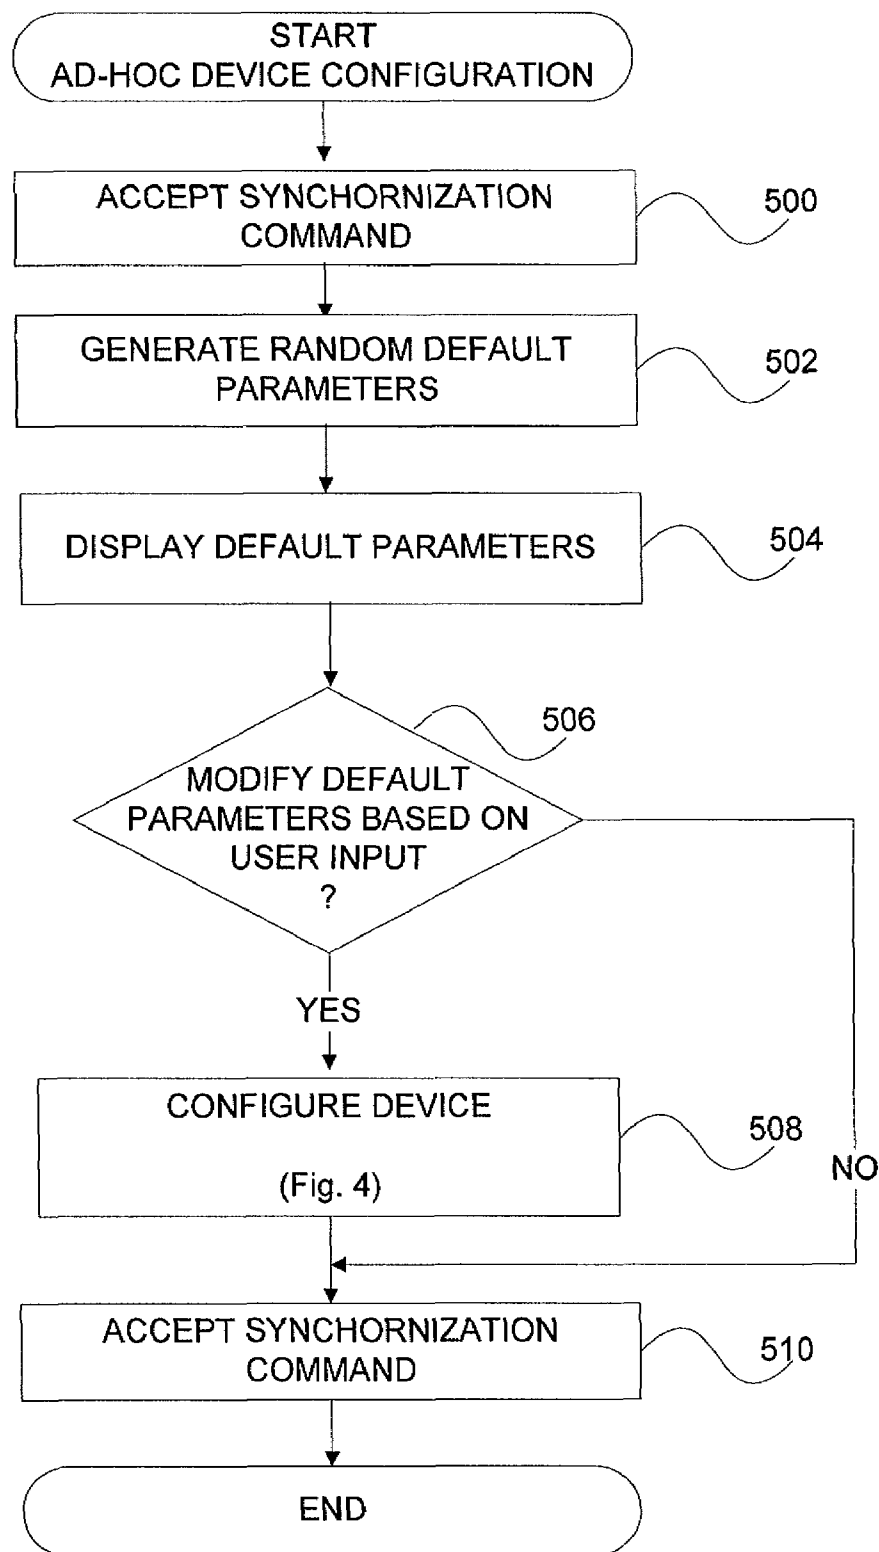 START
AD-HOC DEVICE CONFIGURATION
ACCEPT SYNCHORNIZATION
COMMAND
500
GENERATE RANDOM DEFAULT
PARAMETERS
502
DISPLAY DEFAULT PARAMETERS
504
506
MODIFY DEFAULT
PARAMETERS BASED ON
USER INPUT
?
YES
CONFIGURE DEVICE
(Fig. 4)
508
NO
ACCEPT SYNCHORNIZATION
COMMAND
510
END